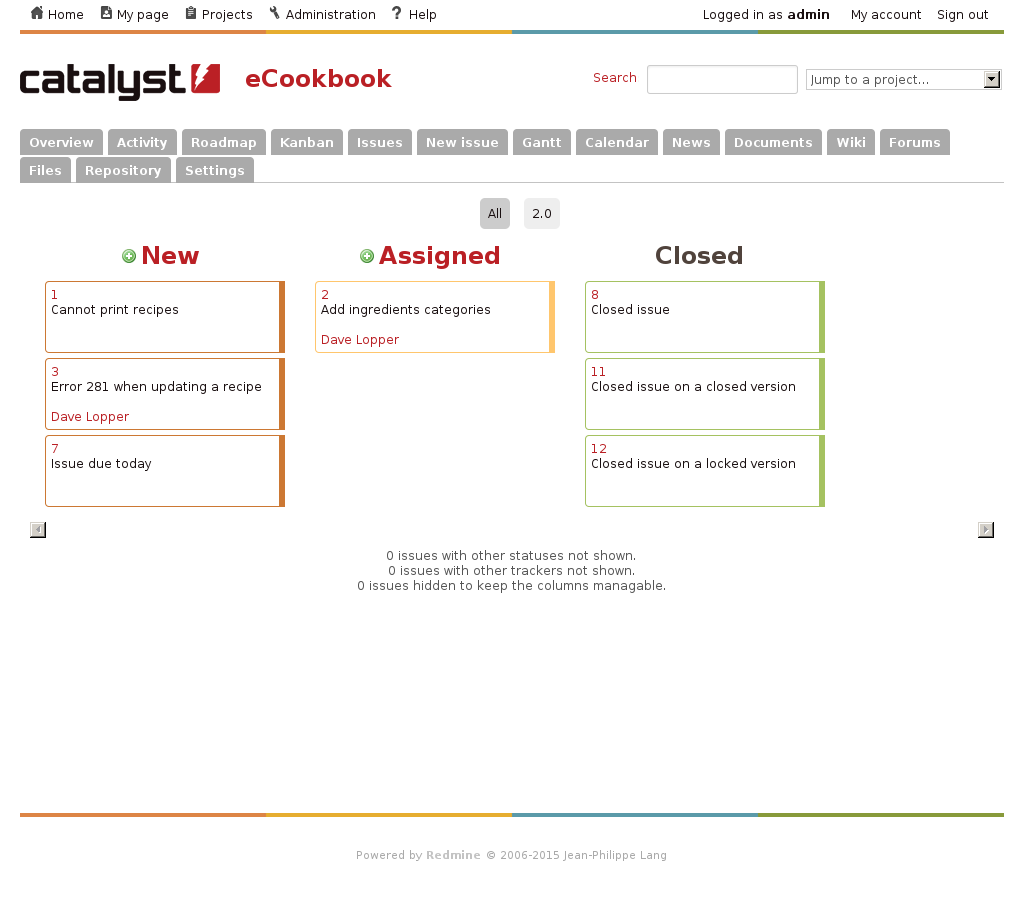 Home My page Projects Administration Help Logged in as admin My account Sign out
catalyst eCookbook Search Jump to a project...
Overview Activity Roadmap Kanban Issues New issue Gantt Calendar News Documents Wiki Forums
Files Repository Settings
All 2.0
New Assigned Closed
1
Cannot print recipes
3
Error 281 when updating a recipe
Dave Lopper
7
Issue due today
2
Add ingredients categories
Dave Lopper
8
Closed issue
11
Closed issue on a closed version
12
Closed issue on a locked version
0 issues with other statuses not shown.
0 issues with other trackers not shown.
0 issues hidden to keep the columns managable.
Powered by Redmine © 2006-2015 Jean-Philippe Lang